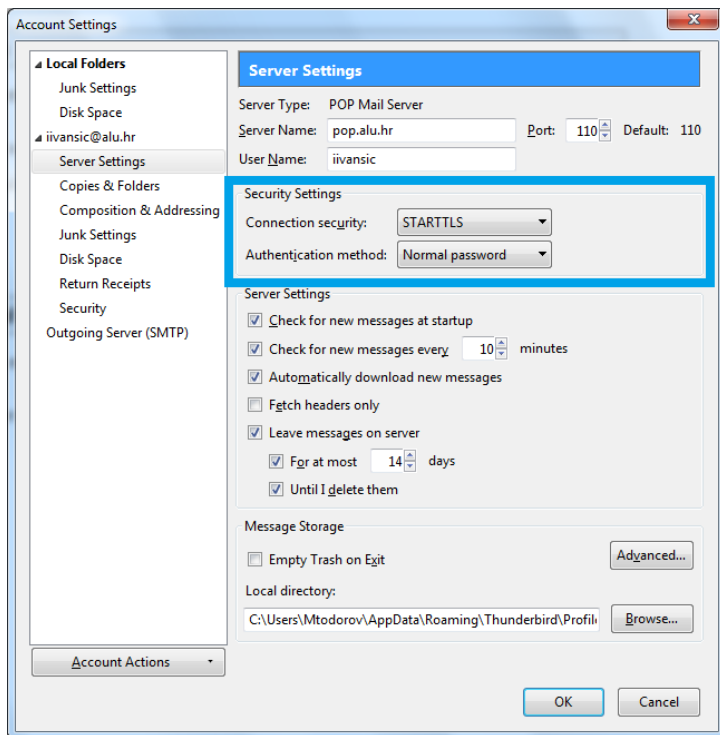 Account Settings
Local Folders
Junk Settings
Disk Space
iivansic@alu.hr
Server Settings
Copies & Folders
Composition & Addressing
Junk Settings
Disk Space
Return Receipts
Security
Outgoing Server (SMTP)
Account Actions
Server Settings
Server Type: POP Mail Server
Server Name: pop.alu.hr Port: 110 Default: 110
User Name: iivansic
Security Settings
Connection security: STARTTLS
Authentication method: Normal password
Server Settings
Check for new messages at startup
Check for new messages every 10 minutes
Automatically download new messages
Fetch headers only
Leave messages on server
For at most 14 days
Until I delete them
Message Storage
Empty Trash on Exit Advanced...
Local directory:
C:\Users\Mtodorov\AppData\Roaming\Thunderbird\Profil Browse...
OK Cancel